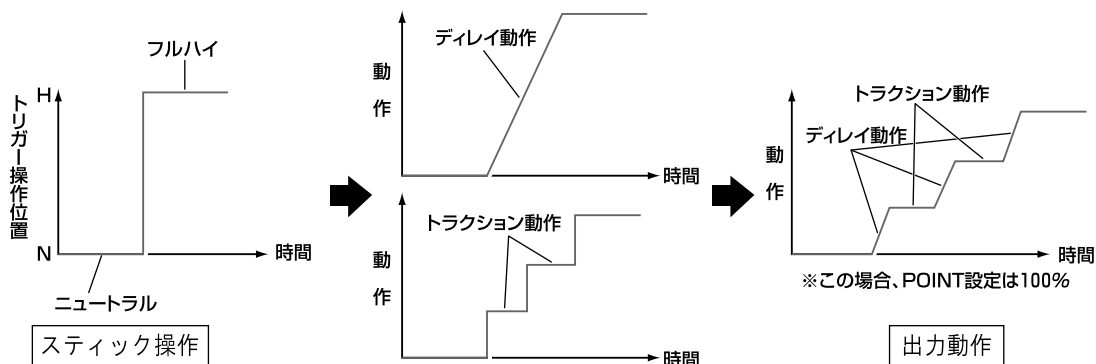 フルハイ
H
トリガー操作位置
N
時間
ニュートラル
スティック操作
ディレイ動作
動作
時間
トラクション動作
動作
時間
トラクション動作
ディレイ動作
動作
時間
※この場合、POINT設定は100%
出力動作